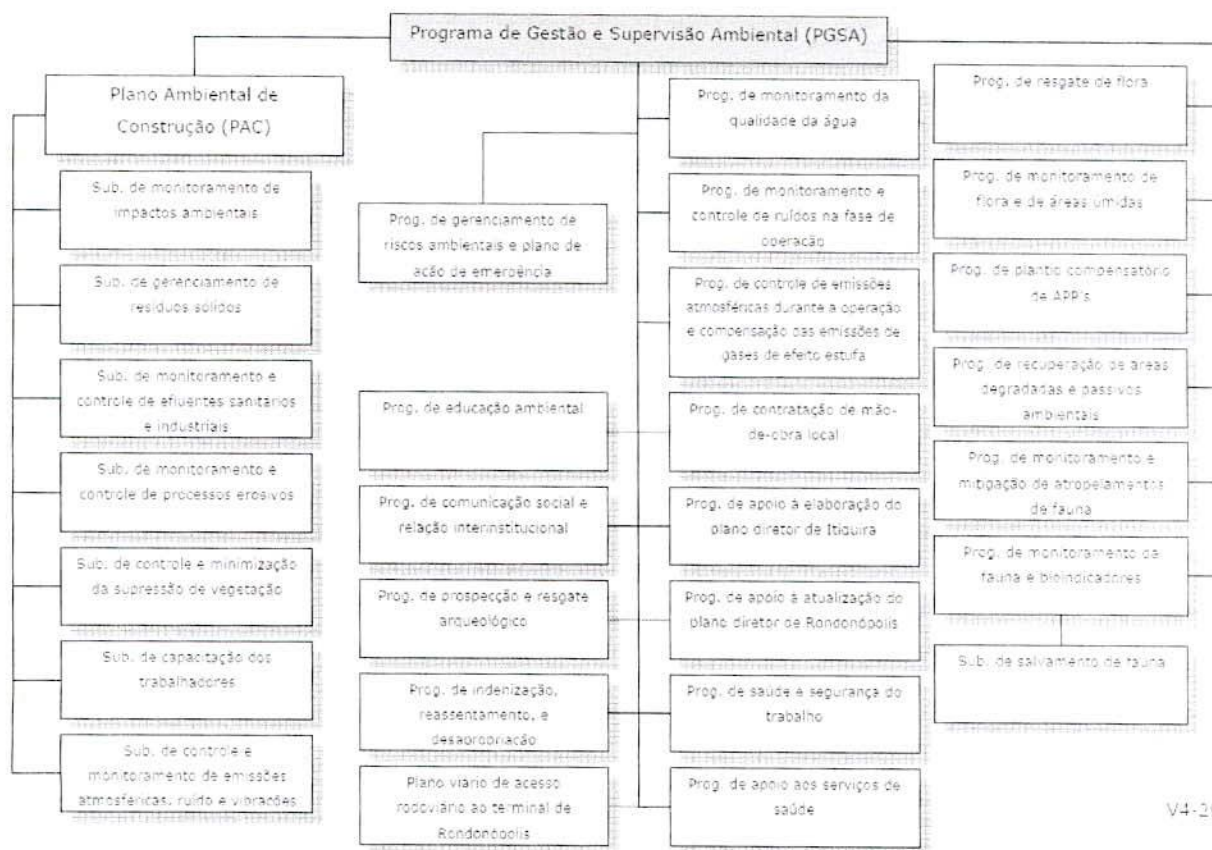 Programa de Gestão e Supervisão Ambiental (PGSA)
Plano Ambiental de
Construção (PAC)
Sub. de monitoramento de
impactos ambientais
Sub. de gerenciamento de
resíduos sólidos
Sub. de monitoramento e
controle de efluentes sanitários
e industriais
Sub. de monitoramento e
controle de processos erosivos
Sub. de controle e minimização
da supressão de vegetação
Sub. de capacitação dos
trabalhadores
Sub. de controle e
monitoramento de emissões
atmosféricas, ruído e vibrações
Prog. de gerenciamento de
riscos ambientais e plano de
ação de emergência
Prog. de educação ambiental
Prog. de comunicação social e
relação interinstitucional
Prog. de prospecção e resgate
arqueológico
Prog. de indenização,
reassentamento, e
desapropriação
Plano viário de acesso
rodoviário ao terminal de
Rondonópolis
Prog. de monitoramento da
qualidade da água
Prog. de monitoramento e
controle de ruídos na fase de
operação
Prog. de controle de emissões
atmosféricas durante a operação
e compensação das emissões de
gases de efeito estufa
Prog. de contratação de mão-
de-obra local
Prog. de apoio à elaboração do
plano diretor de Itiquira
Prog. de apoio à atualização do
plano diretor de Rondonópolis
Prog. de saúde e segurança do
trabalho
Prog. de apoio aos serviços de
saúde
Prog. de resgate de flora
Prog. de monitoramento de
flora e de áreas úmidas
Prog. de plantio compensatório
de APP's
Prog. de recuperação de áreas
degradadas e passivos
ambientais
Prog. de monitoramento e
mitigação de atropelamentos
de fauna
Prog. de monitoramento da
fauna e bioindicadores
Sub. de salvamento de fauna